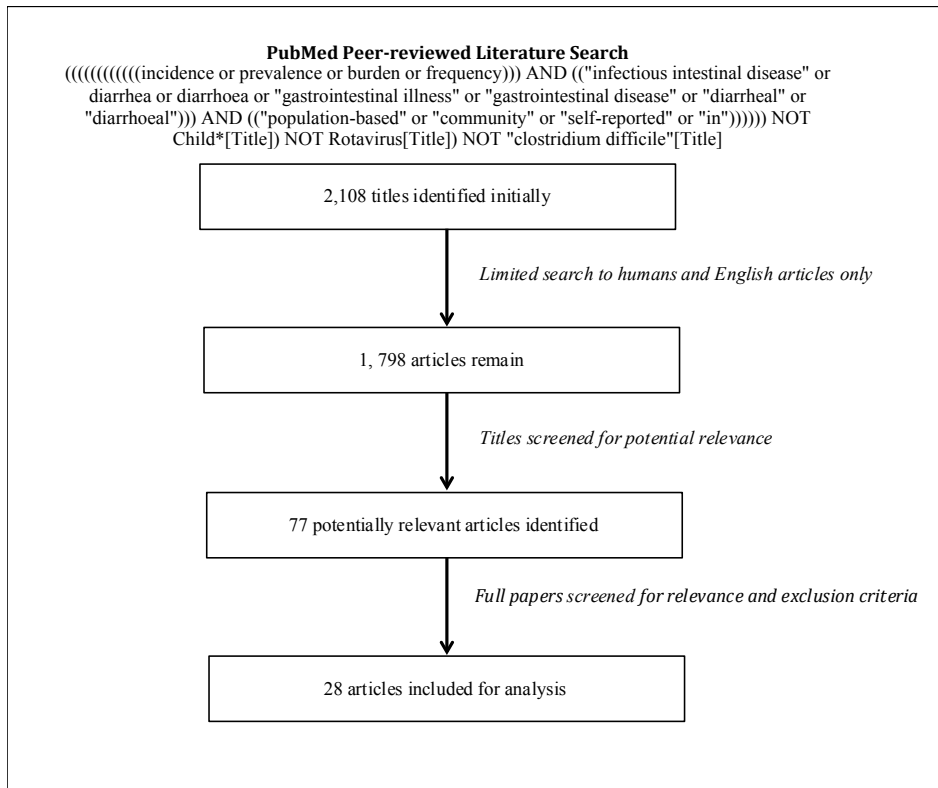 PubMed Peer-reviewed Literature Search
((((((((((((incidence or prevalence or burden or frequency))) AND (("infectious intestinal disease" or
diarrhea or diarrhoea or "gastrointestinal illness" or "gastrointestinal disease" or "diarrheal" or
"diarrhoeal"))) AND (("population-based" or "community" or "self-reported" or "in")))))) NOT
Child*[Title]) NOT Rotavirus[Title]) NOT "clostridium difficile"[Title]
2,108 titles identified initially
Limited search to humans and English articles only
1, 798 articles remain
Titles screened for potential relevance
77 potentially relevant articles identified
Full papers screened for relevance and exclusion criteria
28 articles included for analysis